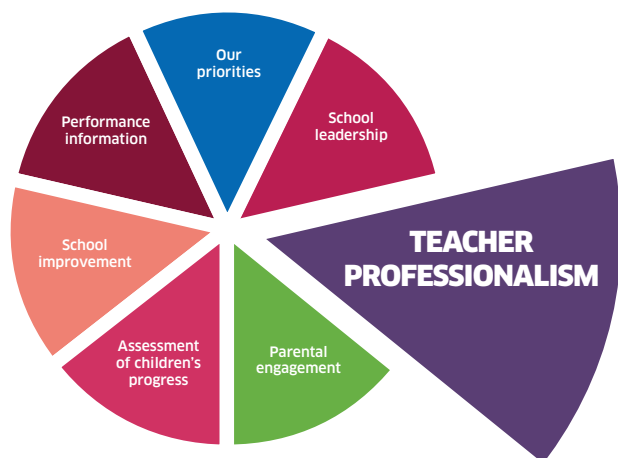 Our
priorities
School
leadership
TEACHER
PROFESSIONALISM
Parental
engagement
Assessment
of children's
progress
School
improvement
Performance
information